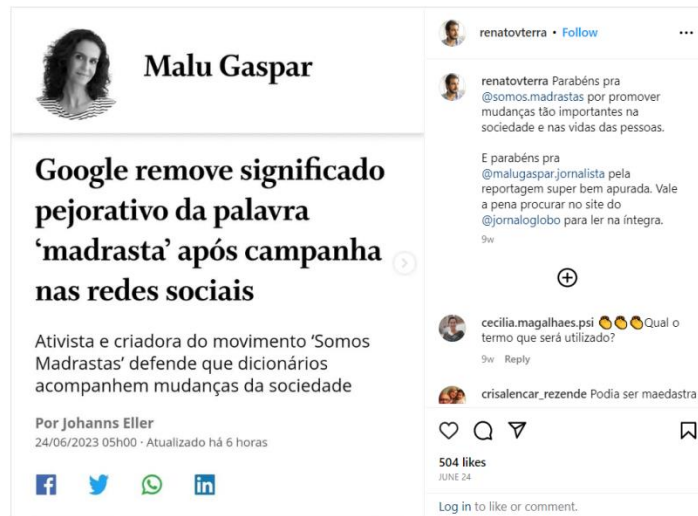 Malu Gaspar
Google remove significado
pejorativo da palavra
‘madrasta’ após campanha
nas redes sociais
Ativista e criadora do movimento ‘Somos
Madrastas’ defende que dicionários
acompanhem mudanças da sociedade
Por Johanns Eller
24/06/2023 05h00 · Atualizado há 6 horas
renatovterra • Follow
renatovterra Parabéns pra
@somos.madrastas por promover
mudanças tão importantes na
sociedade e nas vidas das pessoas.
E parabéns pra
@malugaspar.jornalista pela
reportagem super bem apurada. Vale
a pena procurar no site do
@jornaloglobo para ler na íntegra.
9w
cecilia.magalhaes.psi 👏👏👏Qual o
termo que será utilizado?
9w Reply
crisalencar_rezende Podia ser maedastra
504 likes
JUNE 24
Log in to like or comment.